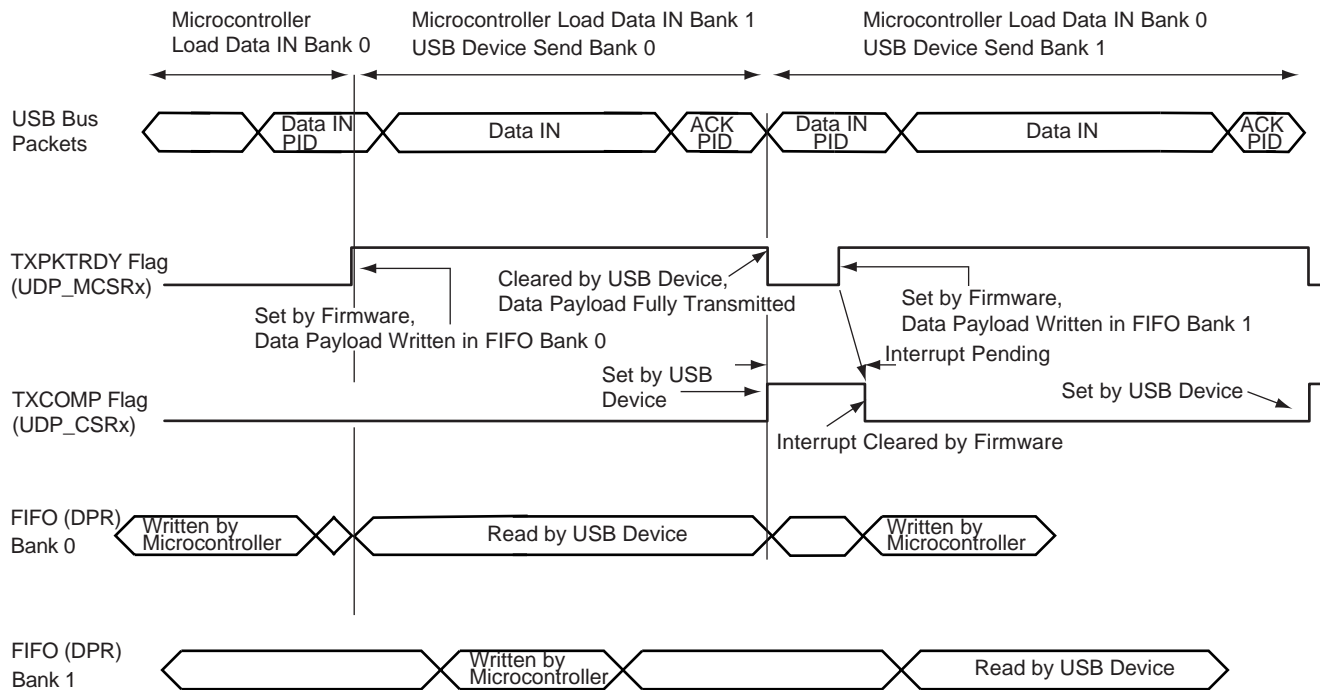 Microcontroller
Load Data IN Bank 0
Microcontroller Load Data IN Bank 1
USB Device Send Bank 0
Microcontroller Load Data IN Bank 0
USB Device Send Bank 1
USB Bus
Packets
Data IN
PID
Data IN
ACK
PID
Data IN
PID
Data IN
ACK
PID
TXPKTRDY Flag
(UDP_MCSRx)
Set by Firmware,
Data Payload Written in FIFO Bank 0
Cleared by USB Device,
Data Payload Fully Transmitted
Set by Firmware,
Data Payload Written in FIFO Bank 1
Interrupt Pending
TXCOMP Flag
(UDP_CSRx)
Set by USB
Device
Set by USB Device
Interrupt Cleared by Firmware
FIFO (DPR)
Bank 0
Written by
Microcontroller
Read by USB Device
Written by
Microcontroller
FIFO (DPR)
Bank 1
Written by
Microcontroller
Read by USB Device